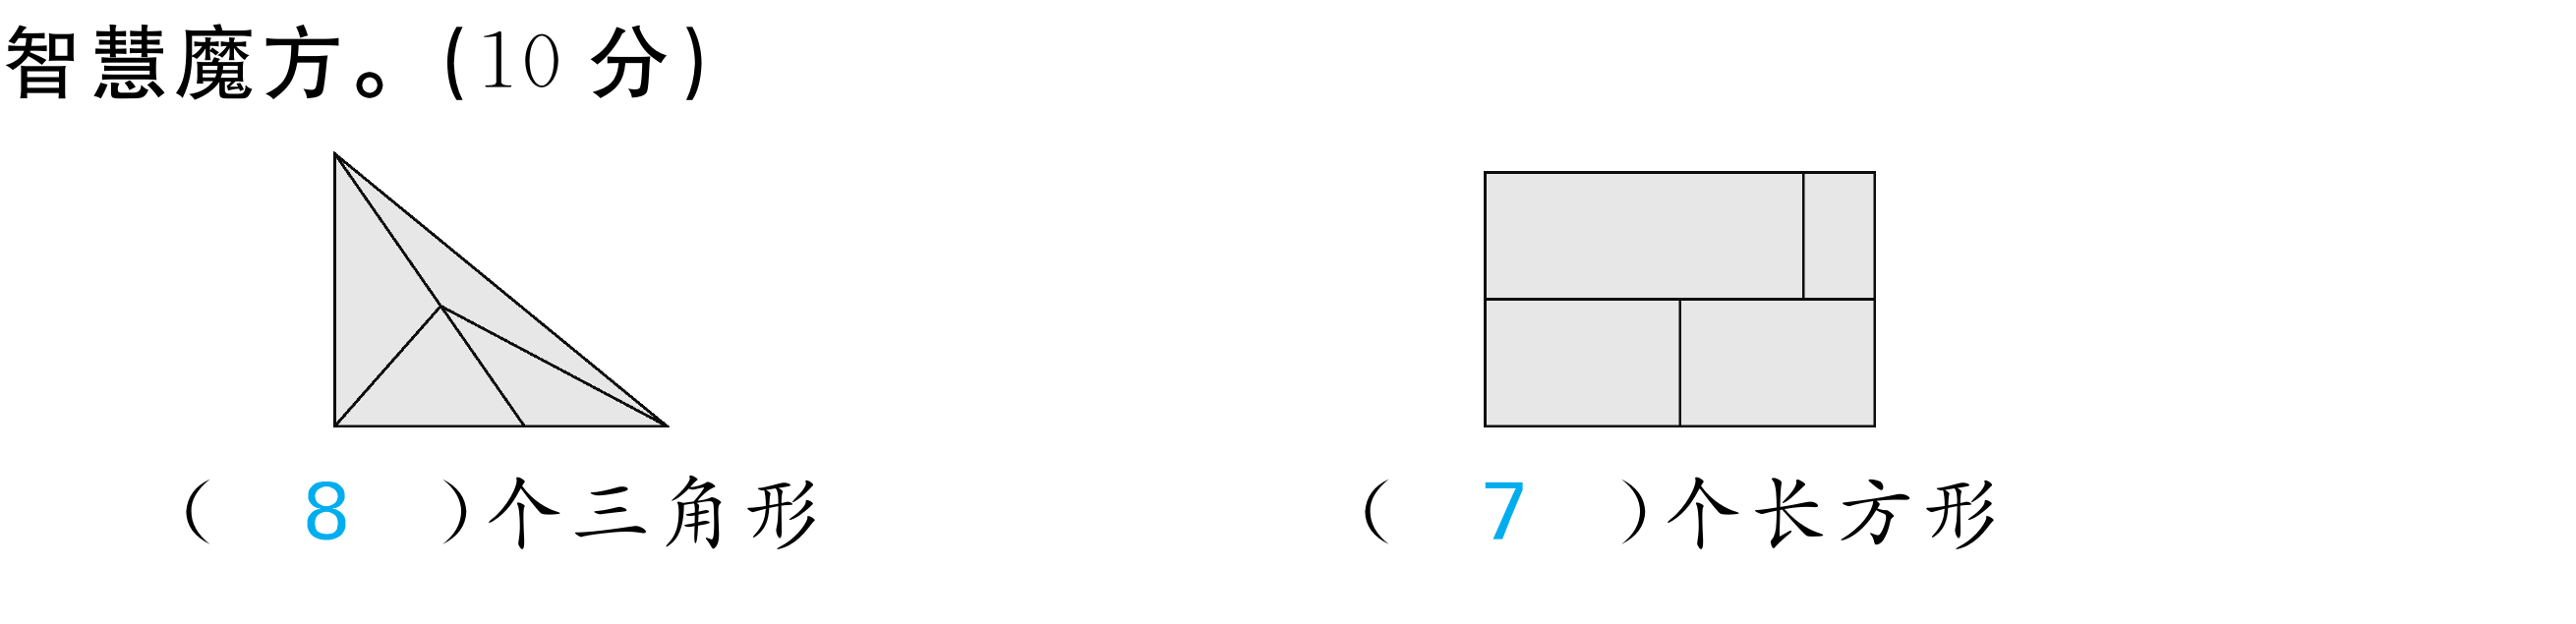 智慧魔方。(10 分)
( 8 )个三角形 ( 7 )个长方形